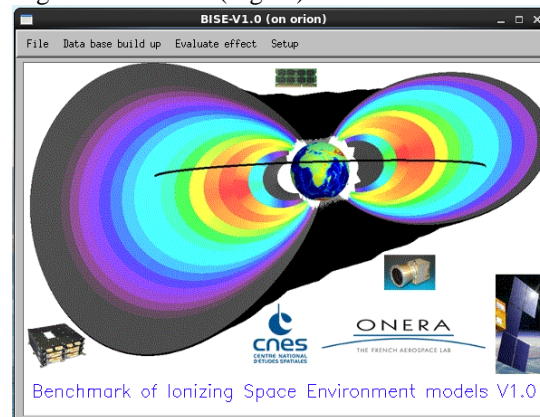 BISE-V1.0 (on orion)
File Data base build up Evaluate effect Setup
cnes
CENTRE NATIONAL
D'ÉTUDES SPATIALES
ONERA
THE FRENCH AEROSPACE LAB
Benchmark of Ionizing Space Environment models V1.0